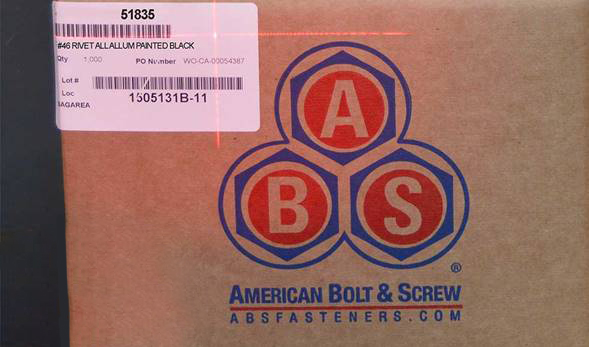 51835
#46 RIVET ALL ALLUM PAINTED BLACK
Qty 1,000 PO Number WO-CA-00054387
Lot #
Loc 1505131B-11
BAGAREA
A
B S
®
AMERICAN BOLT & SCREW
ABSFASTENERS.COM